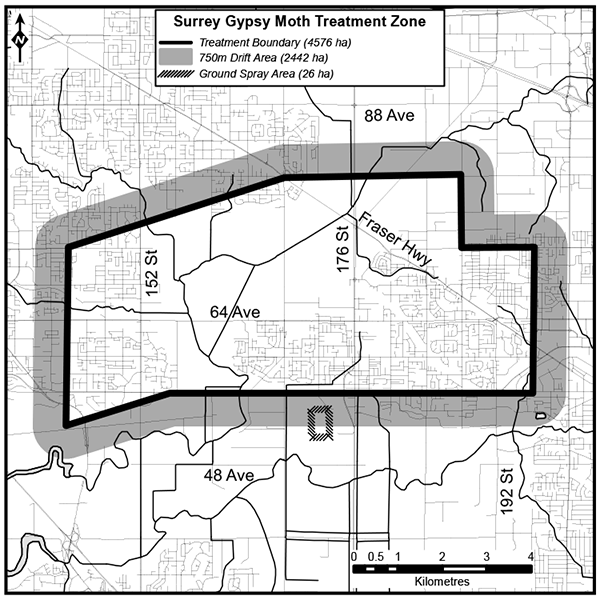 Surrey Gypsy Moth Treatment Zone
Treatment Boundary (4576 ha)
750m Drift Area (2442 ha)
Ground Spray Area (26 ha)
N
88 Ave
Fraser Hwy
152 St
176 St
64 Ave
48 Ave
192 St
0 0.5 1 2 3 4
Kilometres